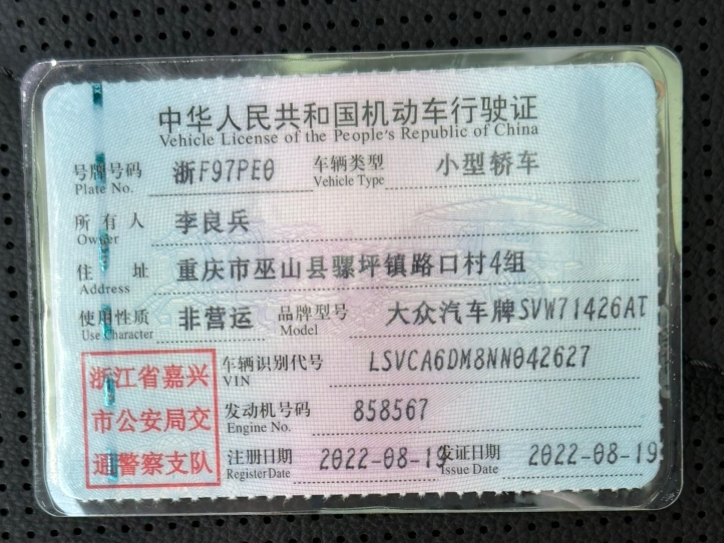 中华人民共和国机动车行驶证
Vehicle License of the People's Republic of China
号牌号码 浙F97PE0 车辆类型 小型轿车
Plate No. Vehicle Type
所有人 李良兵
Owner
住址 重庆市巫山县骡坪镇路口村4组
Address
使用性质 非营运 品牌型号 大众汽车牌SVW71426AT
Use Character Model
浙江省嘉兴
市公安局交
通警察支队
车辆识别代号 LSVCA6DM8NN042627
VIN
发动机号码 858567
Engine No.
注册日期 2022-08-19 发证日期 2022-08-19
Register Date Issue Date